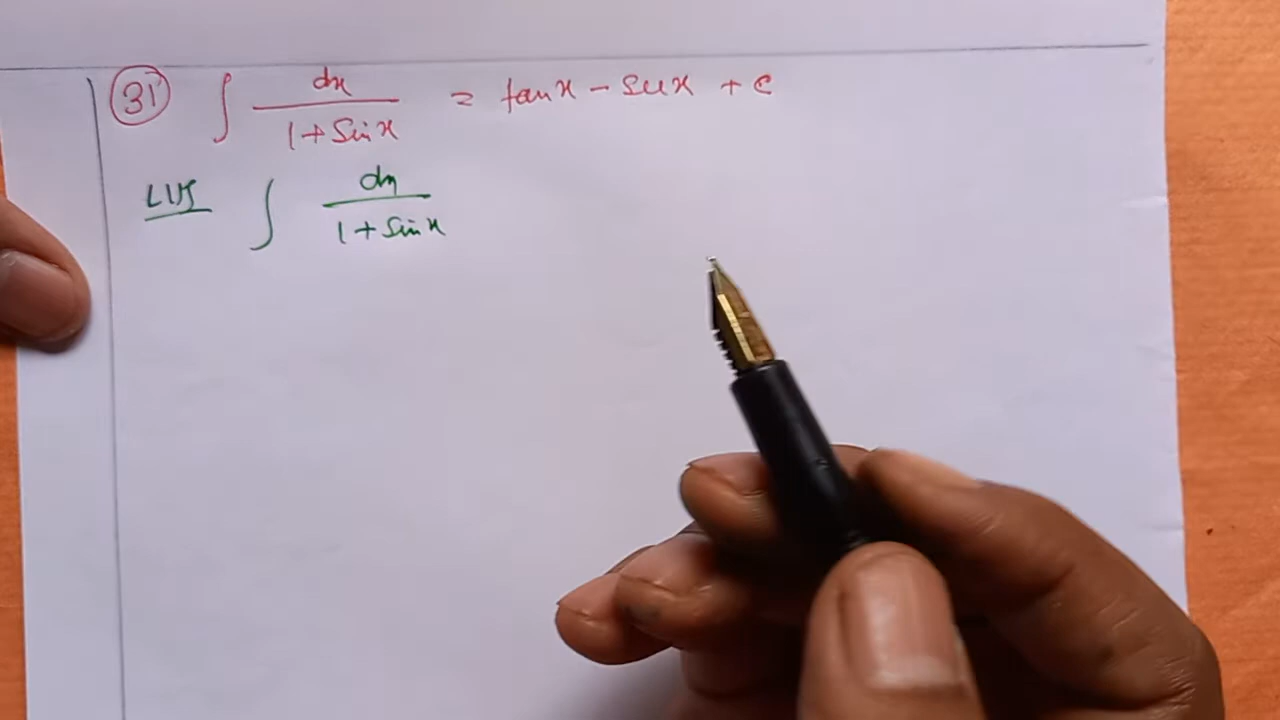 31 ∫ dx / (1 + Sin x) = tan x - Sec x + c
LHS ∫ dx / (1 + Sin x)